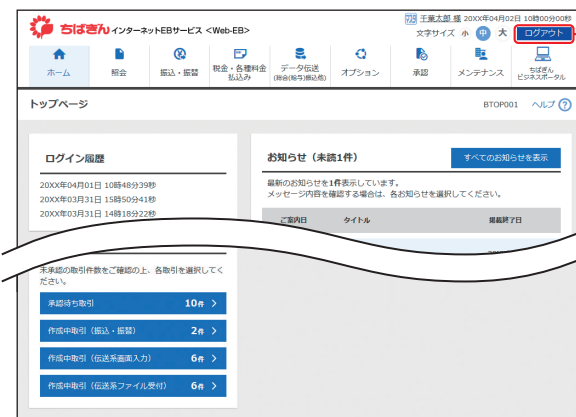 ちばぎん インターネットEBサービス <Web-EB>
千葉太郎 様 20XX年04月02日 10時00分00秒
文字サイズ 小 中 大 ログアウト
ホーム 照会 振込・振替 税金・各種料金払込み データ伝送(総合(給与)振込他) オプション 承認 メンテナンス ちばぎんビジネスポータル
トップページ BTOP001 ヘルプ ?
ログイン履歴
20XX年04月01日 10時48分39秒
20XX年03月31日 15時50分41秒
20XX年03月31日 14時18分22秒
お知らせ（未読1件） すべてのお知らせを表示
最新のお知らせを1件表示しています。
メッセージ内容を確認する場合は、各お知らせを選択してください。
ご案内日 タイトル 掲載終了日
未承認の取引件数をご確認の上、各取引を選択してく
ださい。
承認待ち取引 10件 >
作成中取引（振込・振替） 2件 >
作成中取引（伝送系画面入力） 6件 >
作成中取引（伝送系ファイル受付） 6件 >